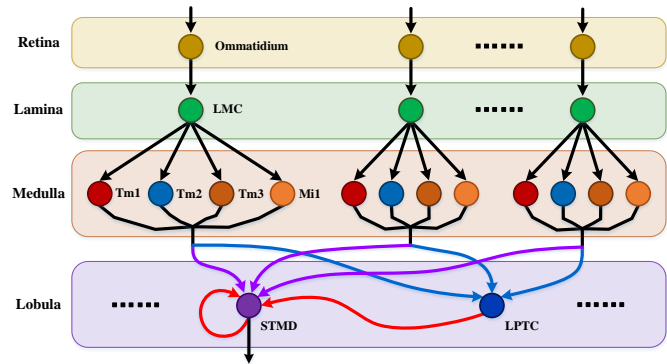 Retina
Ommatidium
Lamina
LMC
Medulla
Tm1 Tm2 Tm3 Mi1
Lobula
STMD LPTC